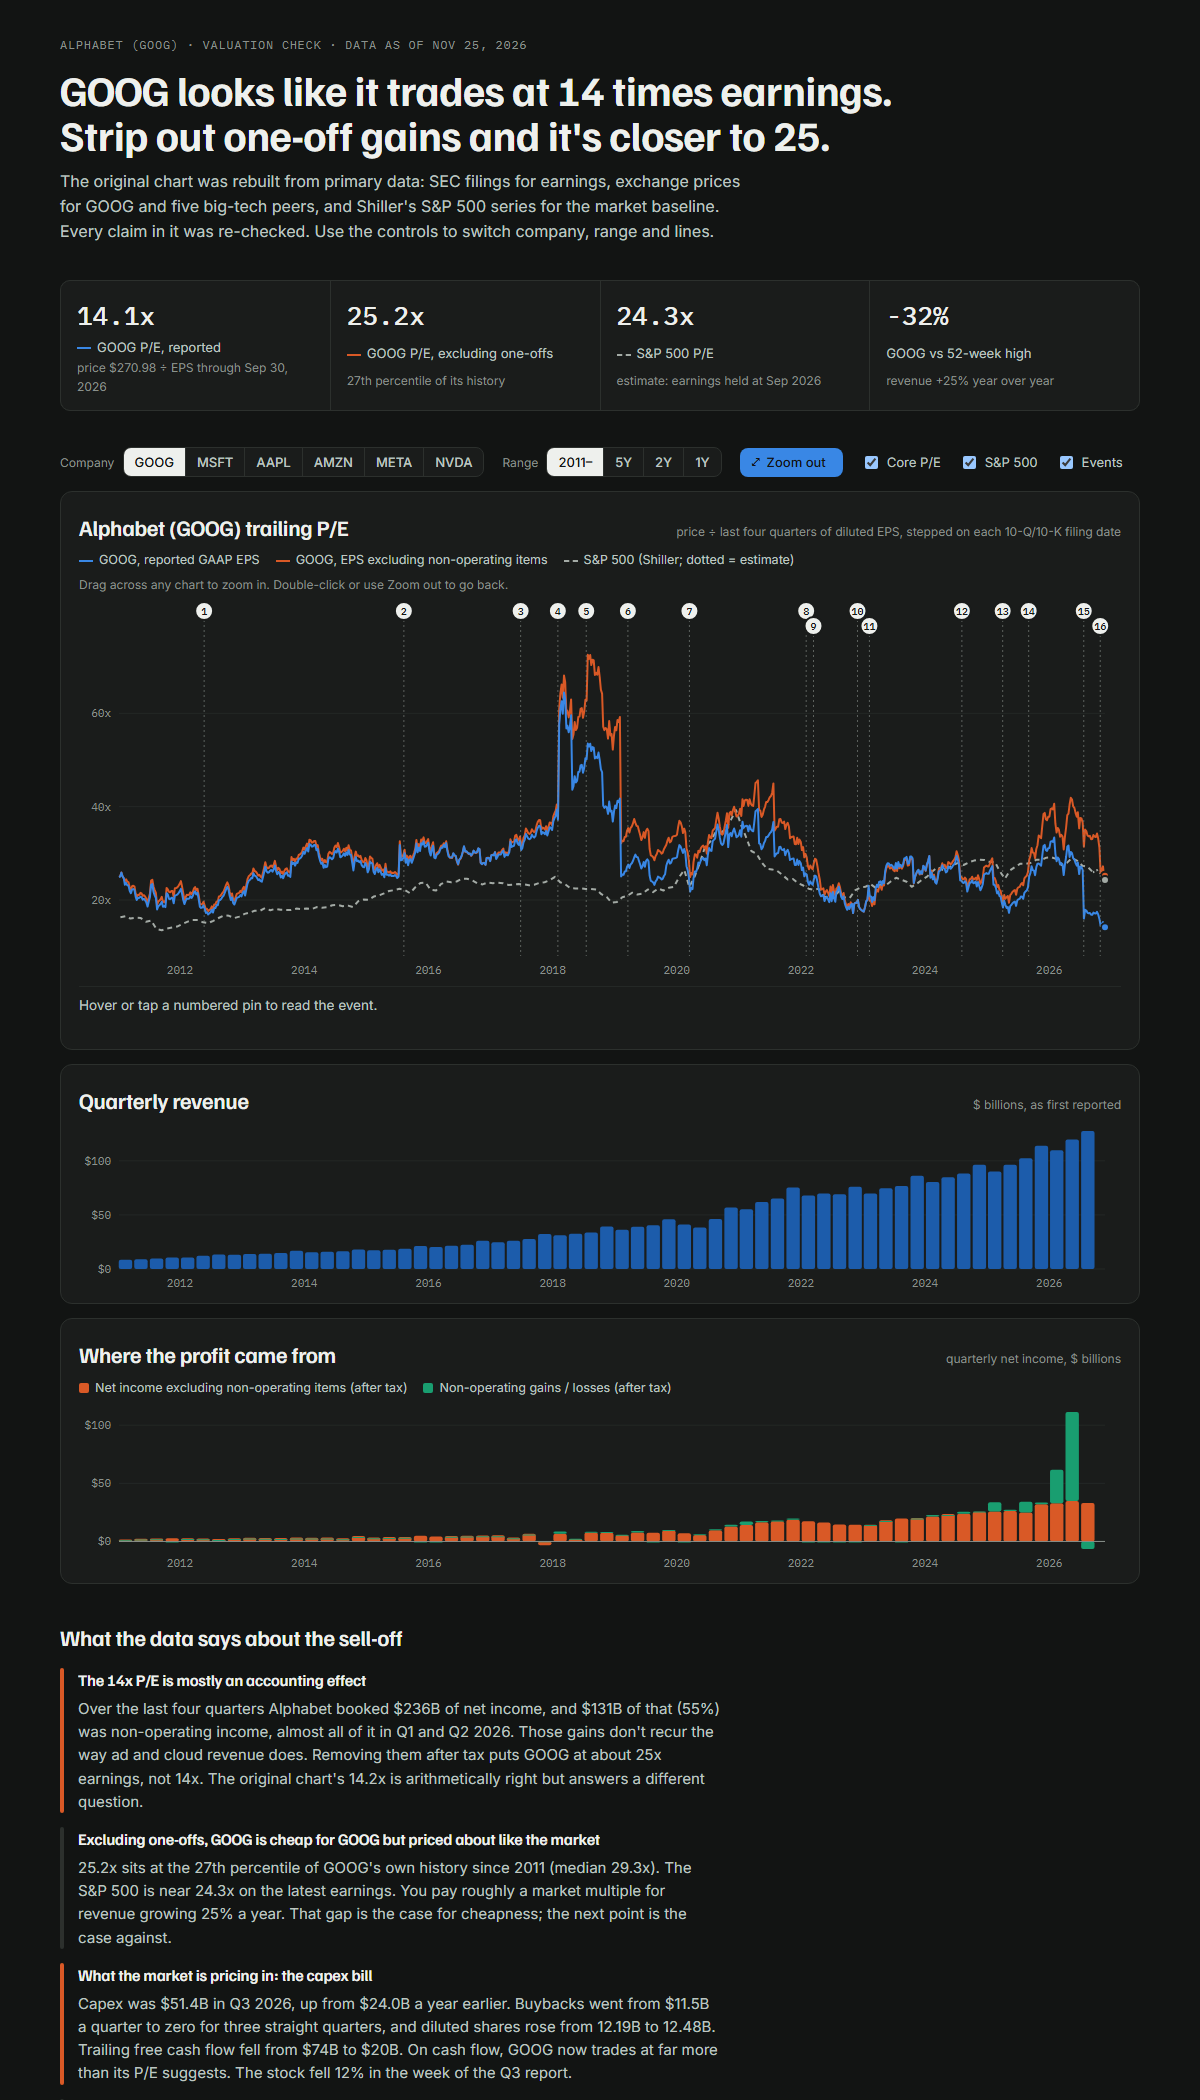 ALPHABET (GOOG) · VALUATION CHECK · DATA AS OF NOV 25, 2026
GOOG looks like it trades at 14 times earnings.
Strip out one-off gains and it's closer to 25.
The original chart was rebuilt from primary data: SEC filings for earnings, exchange prices
for GOOG and five big-tech peers, and Shiller's S&P 500 series for the market baseline.
Every claim in it was re-checked. Use the controls to switch company, range and lines.
14.1x
GOOG P/E, reported
price $270.98 ÷ EPS through Sep 30,
2026
25.2x
GOOG P/E, excluding one-offs
27th percentile of its history
24.3x
S&P 500 P/E
estimate: earnings held at Sep 2026
-32%
GOOG vs 52-week high
revenue +25% year over year
Company GOOG MSFT AAPL AMZN META NVDA Range 2011– 5Y 2Y 1Y Zoom out Core P/E S&P 500 Events
Alphabet (GOOG) trailing P/E
price ÷ last four quarters of diluted EPS, stepped on each 10-Q/10-K filing date
GOOG, reported GAAP EPS GOOG, EPS excluding non-operating items S&P 500 (Shiller; dotted = estimate)
Drag across any chart to zoom in. Double-click or use Zoom out to go back.
1 2 3 4 5 6 7 8 10 12 13 14 15
9 11 16
60x
40x
20x
2012 2014 2016 2018 2020 2022 2024 2026
Hover or tap a numbered pin to read the event.
Quarterly revenue
$ billions, as first reported
$100
$50
$0
2012 2014 2016 2018 2020 2022 2024 2026
Where the profit came from
quarterly net income, $ billions
Net income excluding non-operating items (after tax) Non-operating gains / losses (after tax)
$100
$50
$0
2012 2014 2016 2018 2020 2022 2024 2026
What the data says about the sell-off
The 14x P/E is mostly an accounting effect
Over the last four quarters Alphabet booked $236B of net income, and $131B of that (55%)
was non-operating income, almost all of it in Q1 and Q2 2026. Those gains don't recur the
way ad and cloud revenue does. Removing them after tax puts GOOG at about 25x
earnings, not 14x. The original chart's 14.2x is arithmetically right but answers a different
question.
Excluding one-offs, GOOG is cheap for GOOG but priced about like the market
25.2x sits at the 27th percentile of GOOG's own history since 2011 (median 29.3x). The
S&P 500 is near 24.3x on the latest earnings. You pay roughly a market multiple for
revenue growing 25% a year. That gap is the case for cheapness; the next point is the
case against.
What the market is pricing in: the capex bill
Capex was $51.4B in Q3 2026, up from $24.0B a year earlier. Buybacks went from $11.5B
a quarter to zero for three straight quarters, and diluted shares rose from 12.19B to 12.48B.
Trailing free cash flow fell from $74B to $20B. On cash flow, GOOG now trades at far more
than its P/E suggests. The stock fell 12% in the week of the Q3 report.